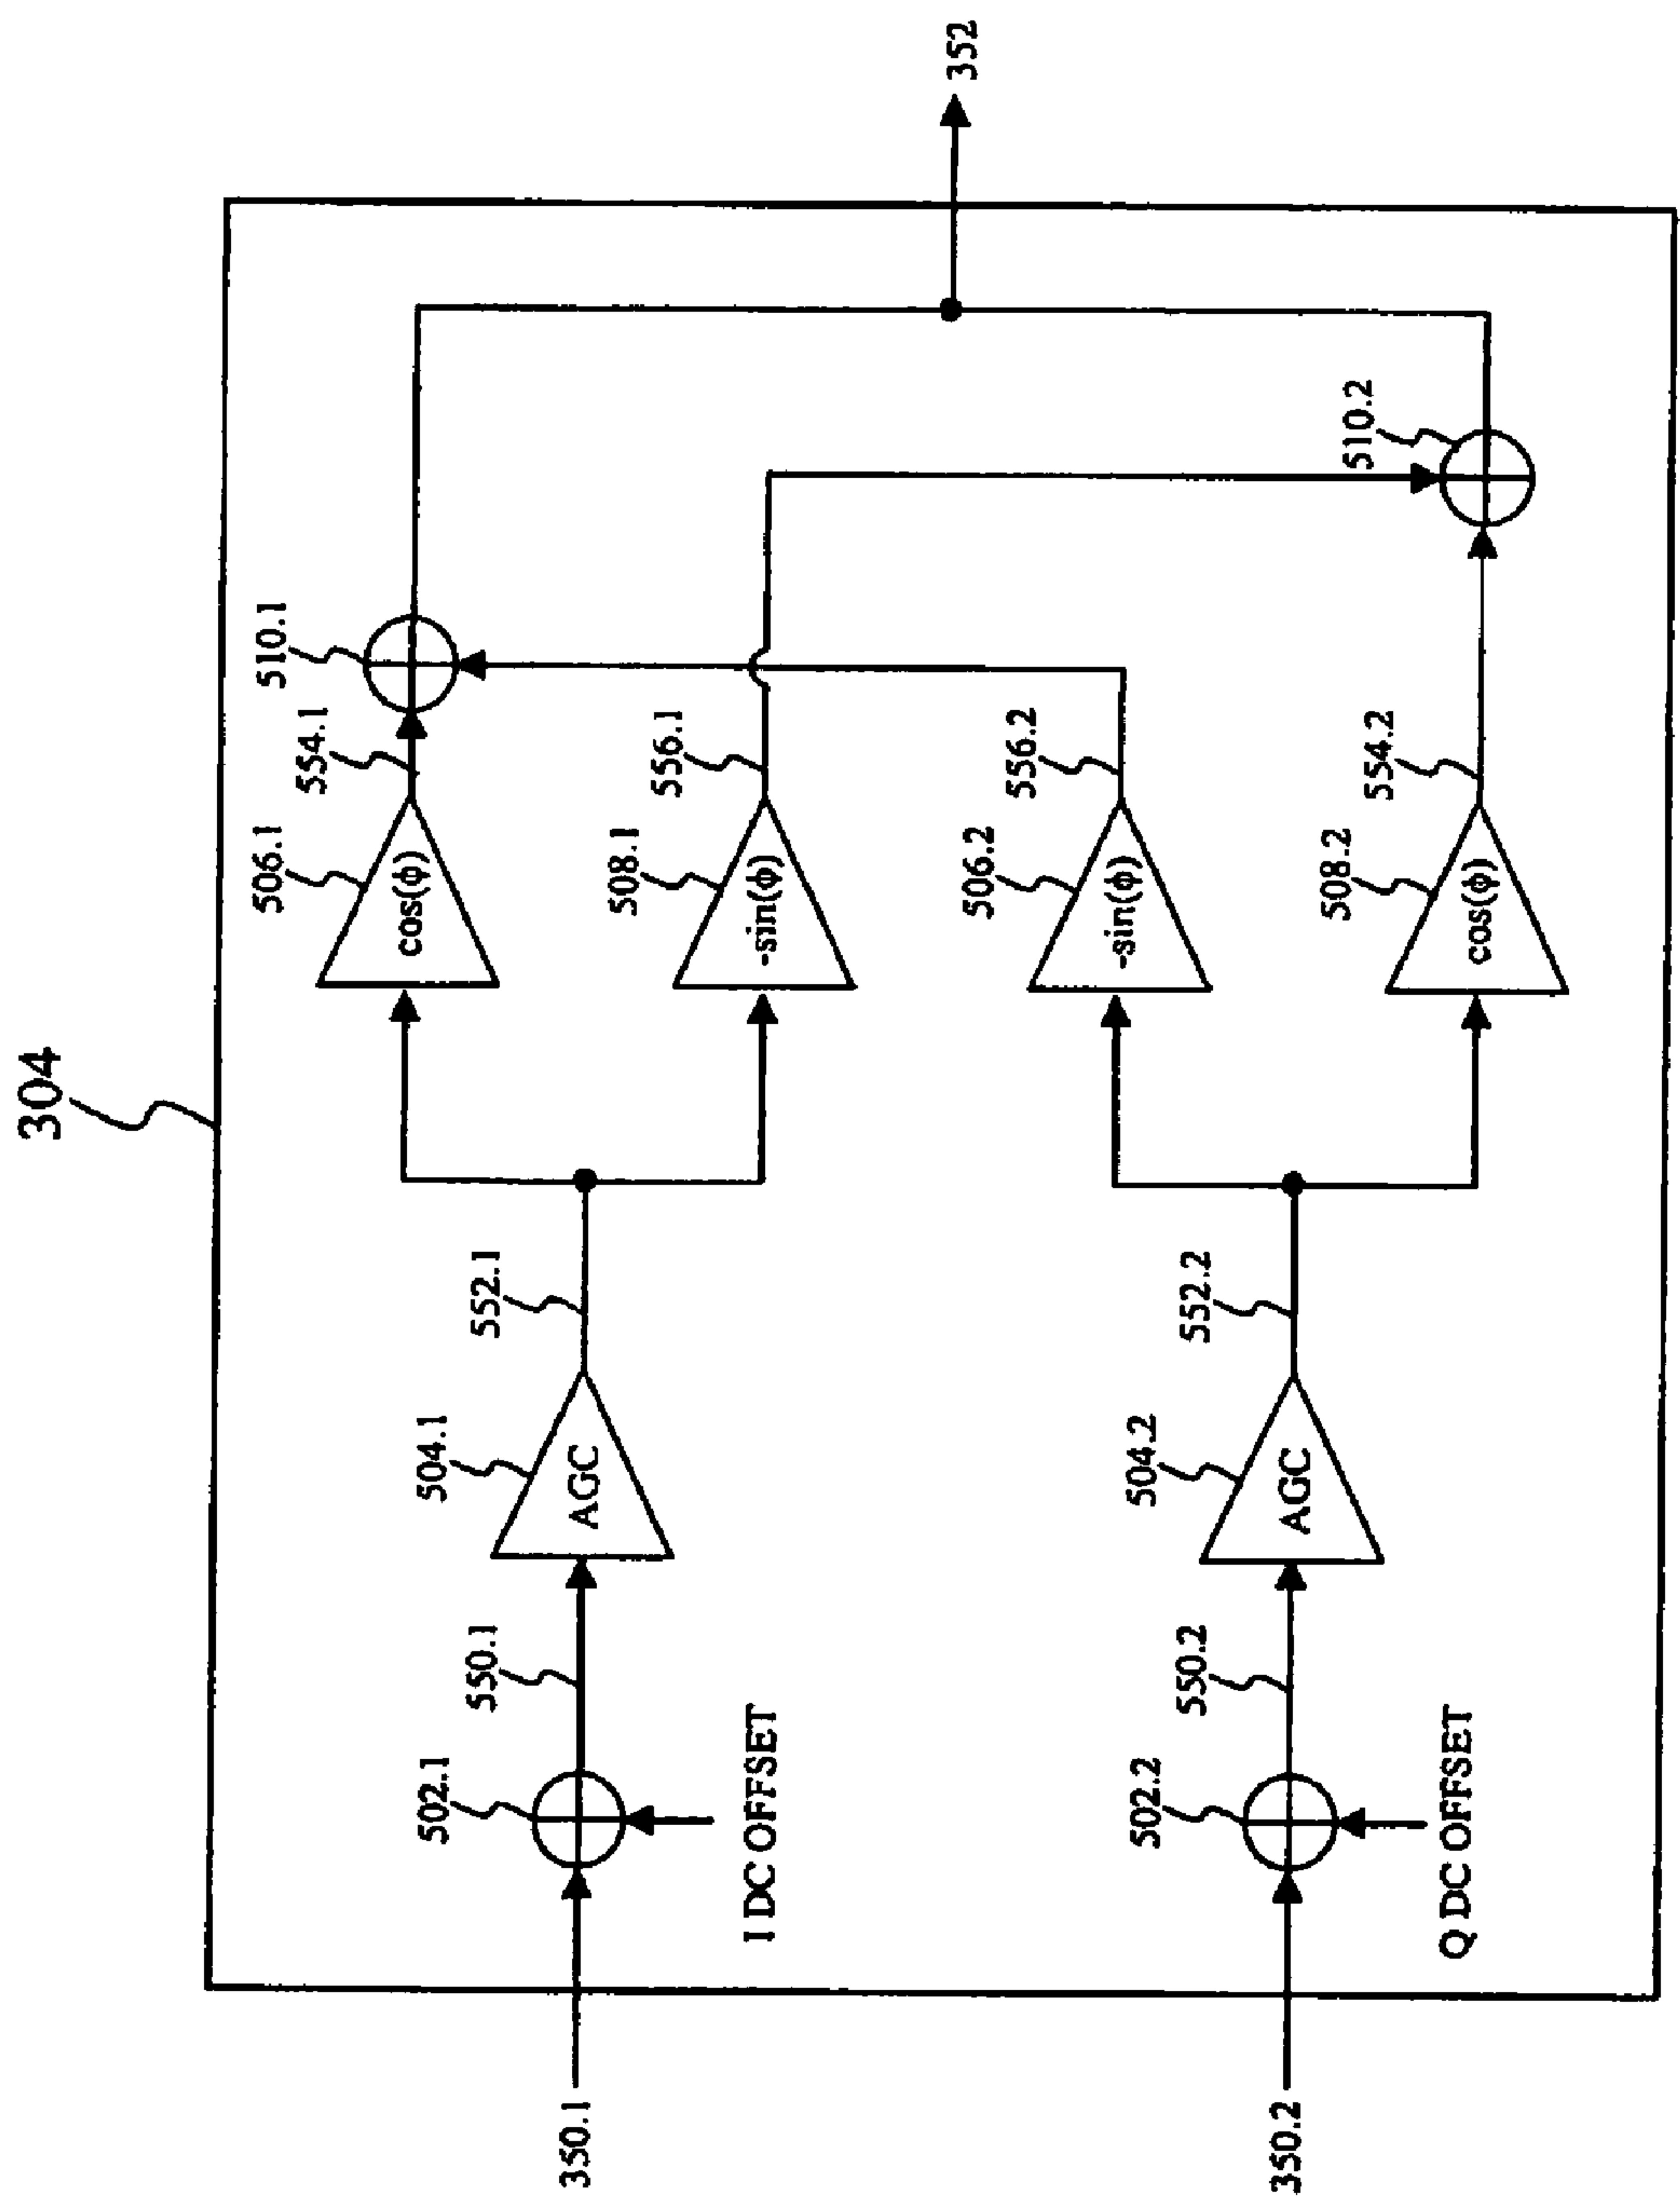 304
350.1
502.1
I DC OFFSET
550.1
504.1
AGC
552.1
506.1
cos(ϕ)
554.1
510.1
508.1
-sin(ϕ)
556.1
352
350.2
502.2
Q DC OFFSET
550.2
504.2
AGC
552.2
506.2
-sin(ϕ)
556.2
508.2
cos(ϕ)
554.2
510.2